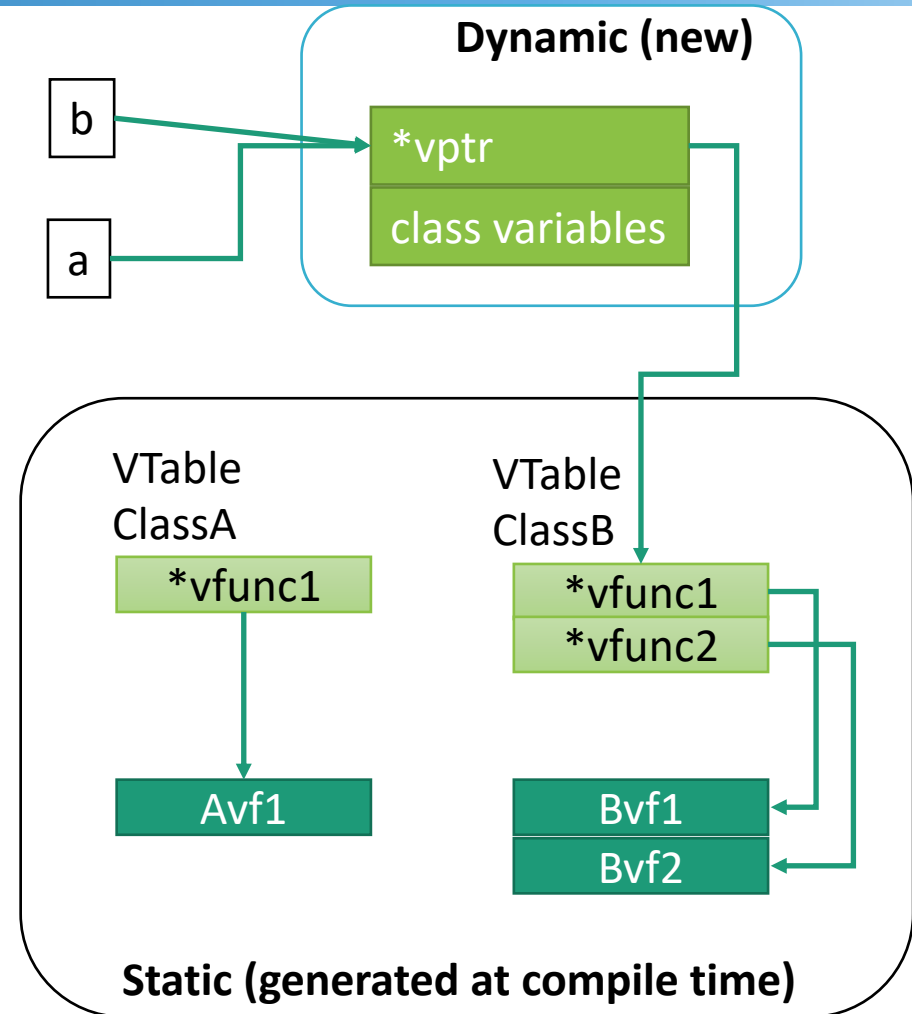 Dynamic (new)
b
*vptr
class variables
a
VTable
ClassA
*vfunc1
Avf1
VTable
ClassB
*vfunc1
*vfunc2
Bvf1
Bvf2
Static (generated at compile time)